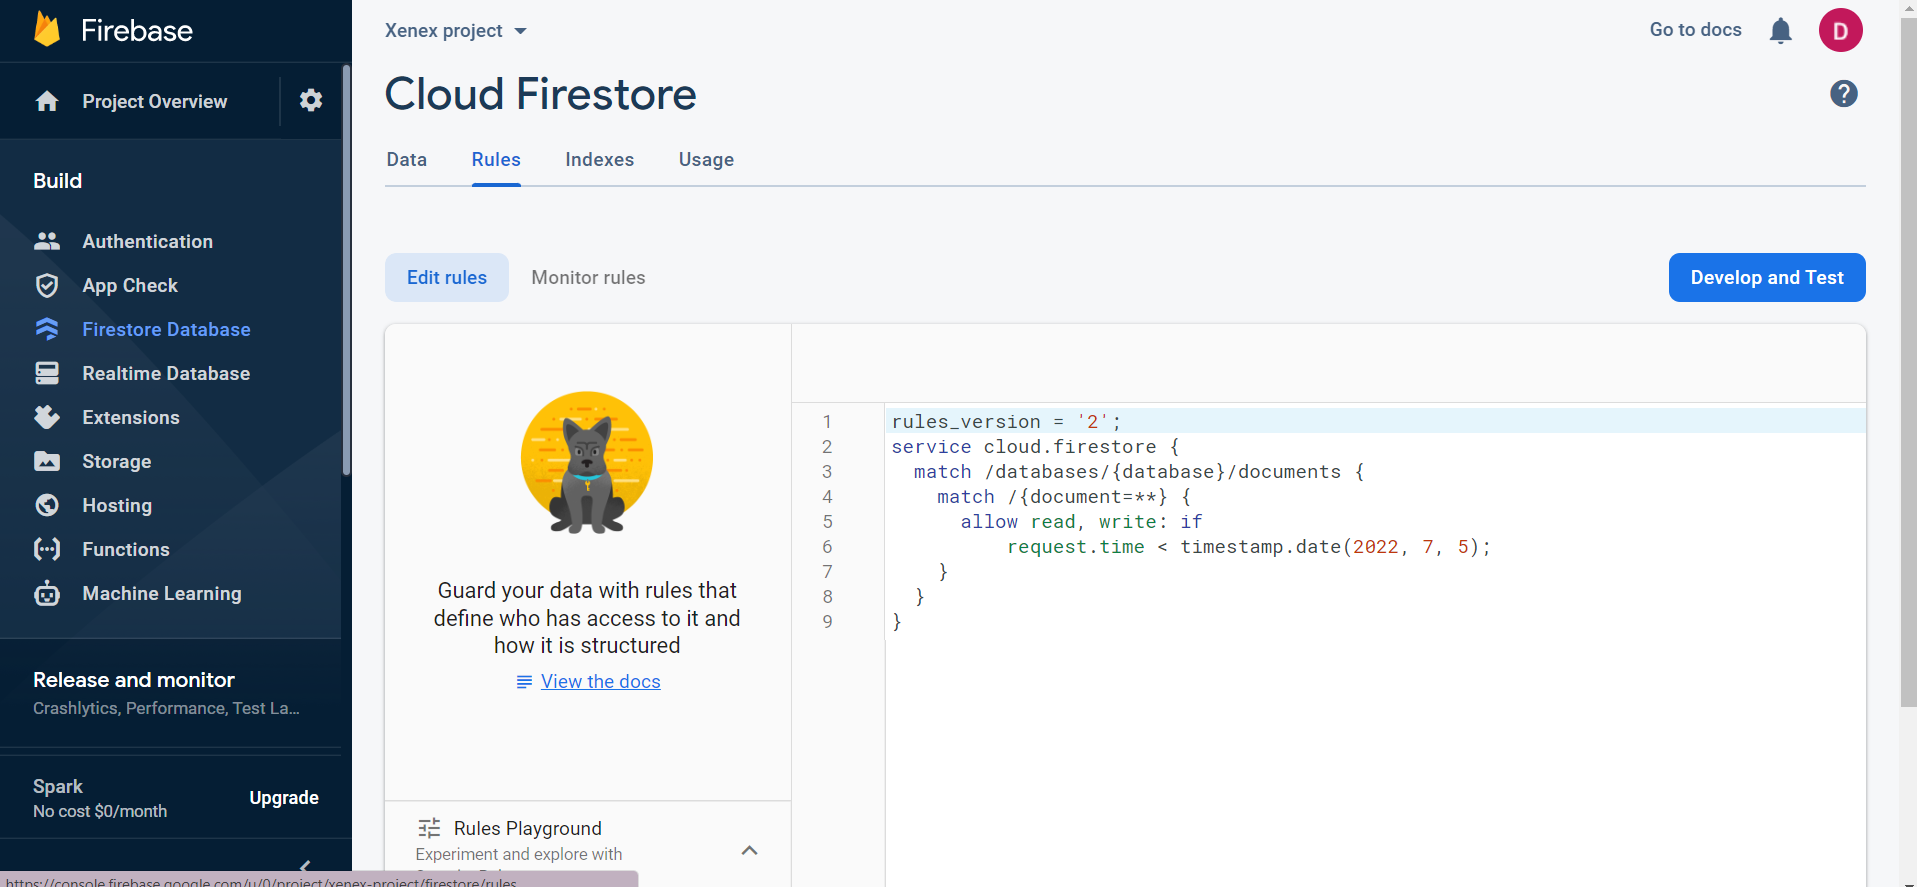 Firebase
Project Overview
Build
Authentication
App Check
Firestore Database
Realtime Database
Extensions
Storage
Hosting
Functions
Machine Learning
Release and monitor
Crashlytics, Performance, Test La...
Spark
No cost $0/month
Upgrade
Xenex project
Go to docs
D
Cloud Firestore
?
Data
Rules
Indexes
Usage
Edit rules
Monitor rules
Develop and Test
Guard your data with rules that
define who has access to it and
how it is structured
View the docs
Rules Playground
Experiment and explore with
1 rules_version = '2';
2 service cloud.firestore {
3 match /databases/{database}/documents {
4 match /{document=**} {
5 allow read, write: if
6 request.time < timestamp.date(2022, 7, 5);
7 }
8 }
9 }
https://console.firebase.google.com/u/0/project/xenex-project/firestore/rules